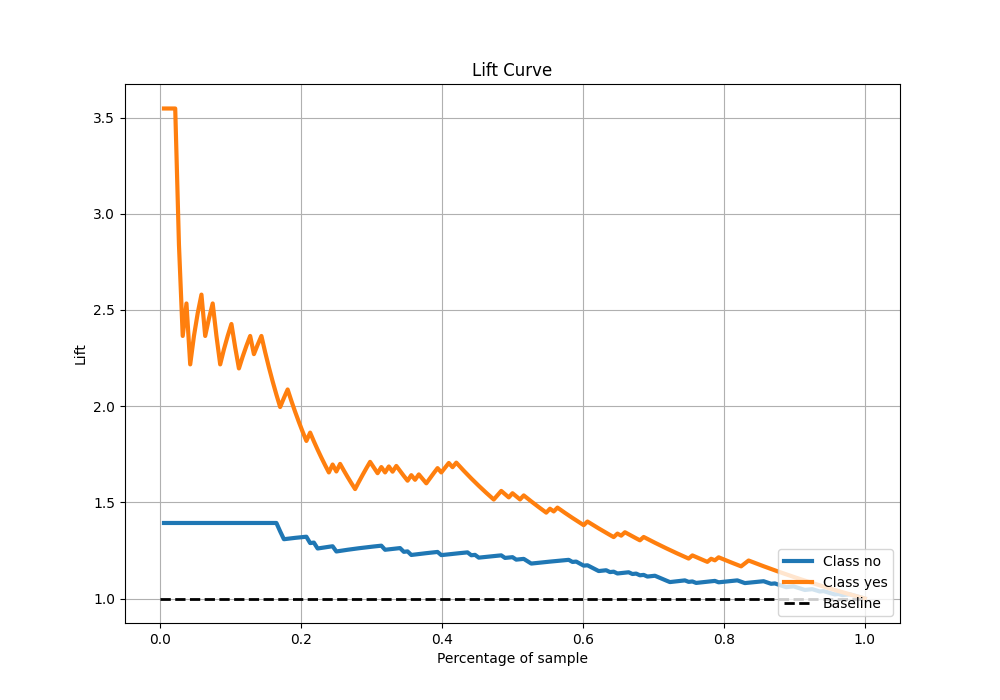 Lift Curve
Lift
3.5
3.0
2.5
2.0
1.5
1.0
0.0
0.2
0.4
0.6
0.8
1.0
Percentage of sample
Class no
Class yes
Baseline